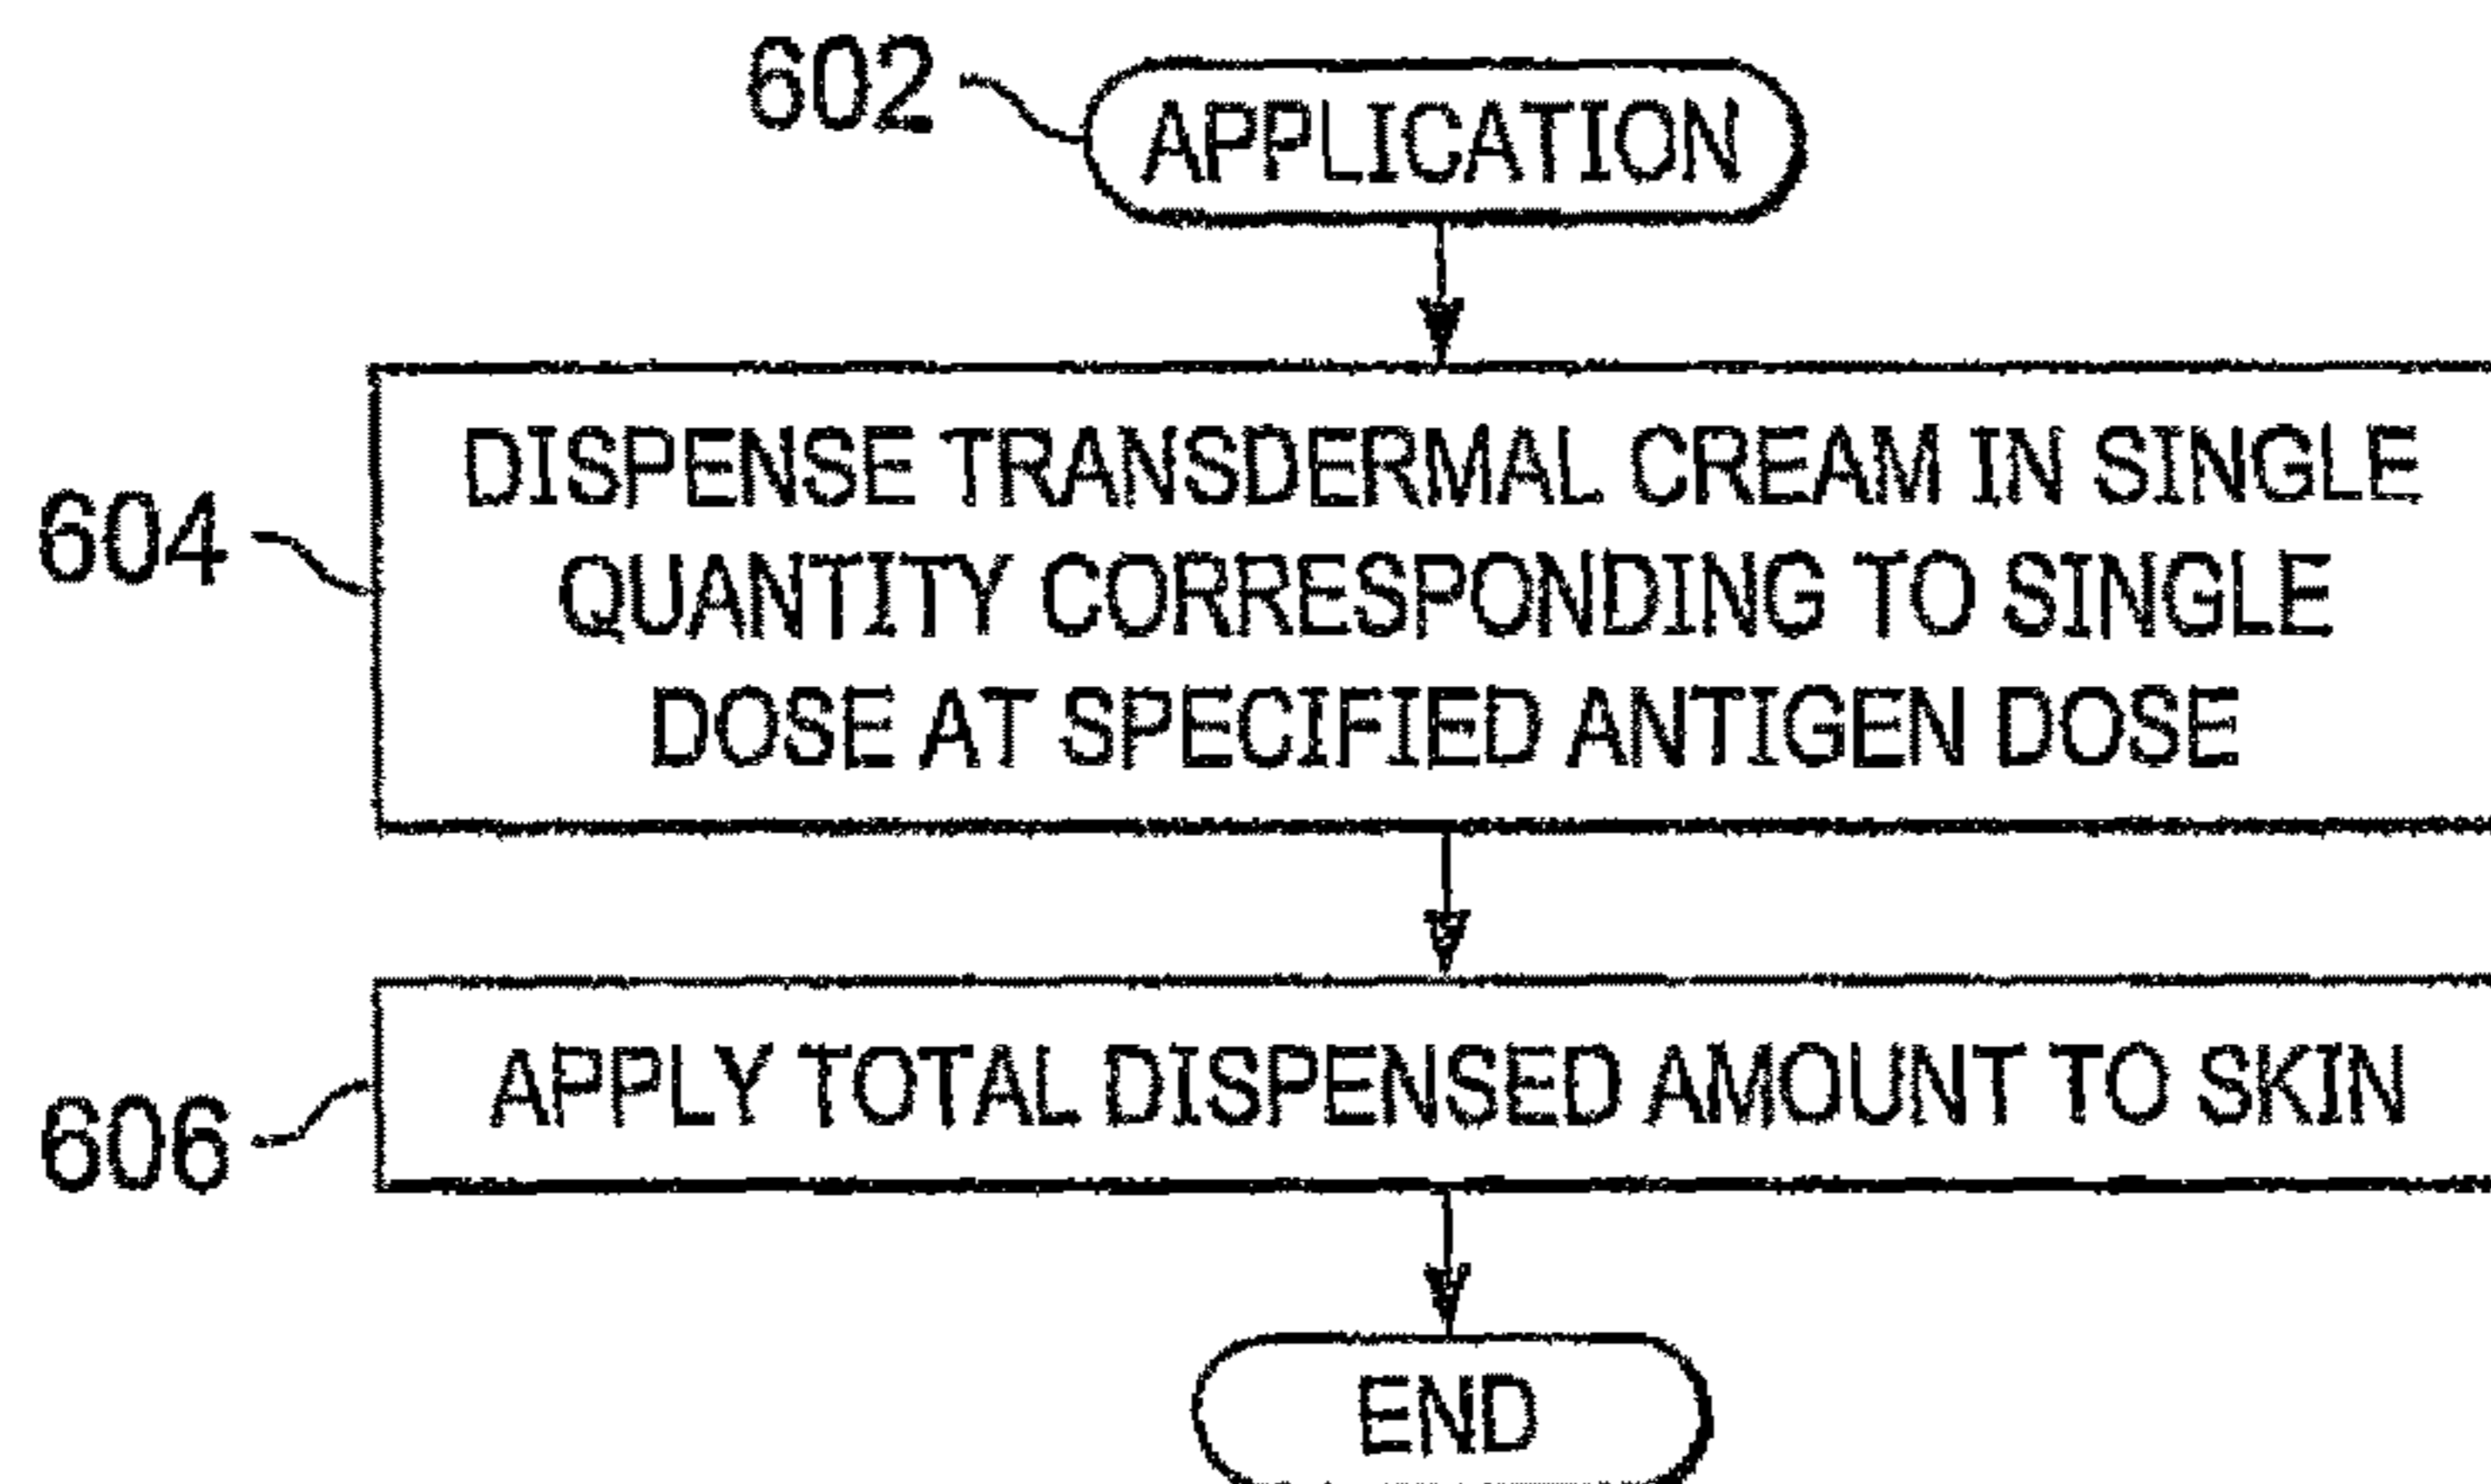 602
APPLICATION
604
DISPENSE TRANSDERMAL CREAM IN SINGLE
QUANTITY CORRESPONDING TO SINGLE
DOSE AT SPECIFIED ANTIGEN DOSE
606
APPLY TOTAL DISPENSED AMOUNT TO SKIN
END